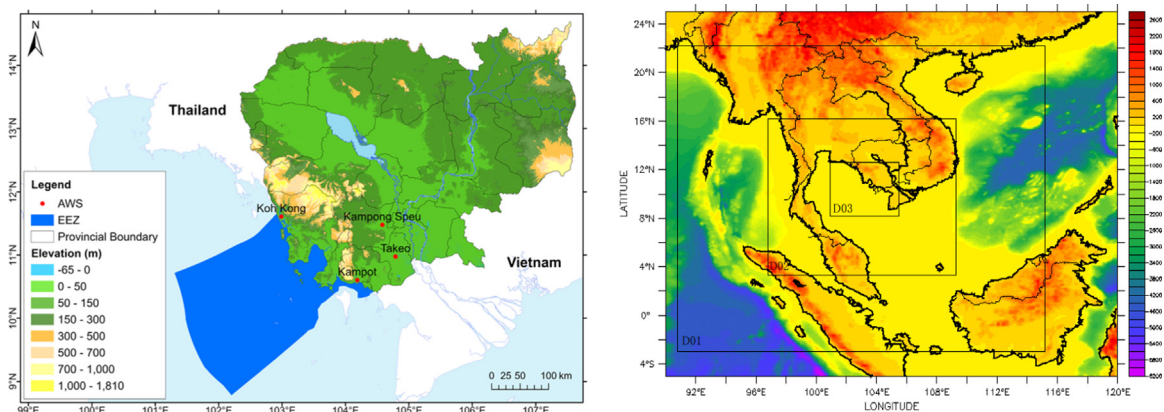 N
14°N
13°N
12°N
11°N
10°N
9°N
Thailand
Vietnam
Koh Kong
Kampong Speu
Takeo
Kampot
Legend
AWS
EEZ
Provincial Boundary
Elevation (m)
-65 - 0
0 - 50
50 - 150
150 - 300
300 - 500
500 - 700
700 - 1,000
1,000 - 1,810
0 25 50 100 km
99°E 100°E 101°E 102°E 103°E 104°E 105°E 106°E 107°E
LATITUDE
24°N
20°N
16°N
12°N
8°N
4°N
0°
4°S
D03
D02
D01
92°E 96°E 100°E 104°E 108°E 112°E 116°E 120°E
LONGITUDE